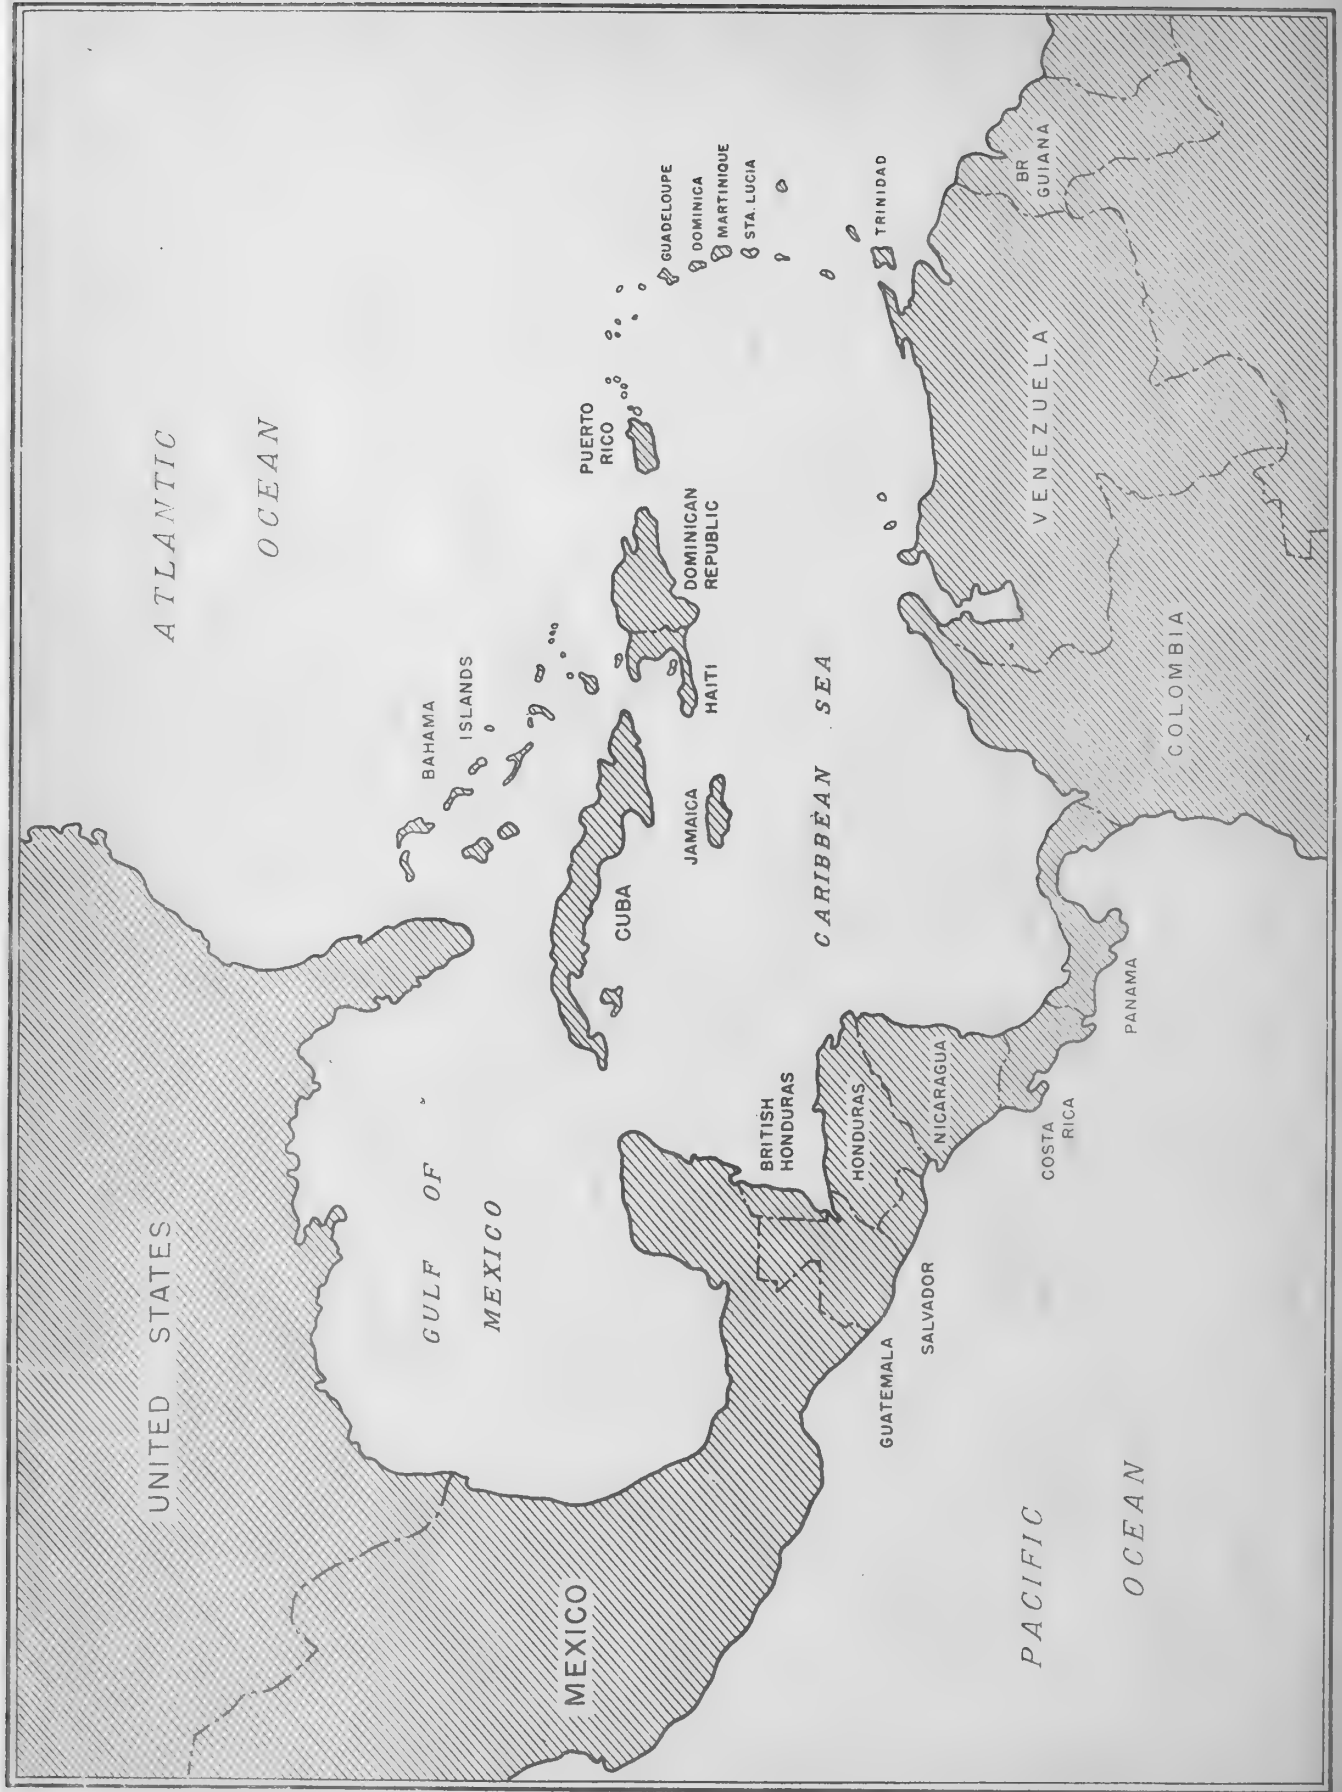 UNITED STATES
ATLANTIC
OCEAN
GULF OF
MEXICO
BAHAMA
ISLANDS
MEXICO
CUBA
PUERTO
RICO
HAITI
DOMINICAN
REPUBLIC
JAMAICA
GUADELOUPE
DOMINICA
MARTINIQUE
STA. LUCIA
BRITISH
HONDURAS
CARIBBEAN SEA
HONDURAS
TRINIDAD
GUATEMALA
SALVADOR
NICARAGUA
COSTA
RICA
PANAMA
VENEZUELA
BR
GUIANA
COLOMBIA
PACIFIC
OCEAN